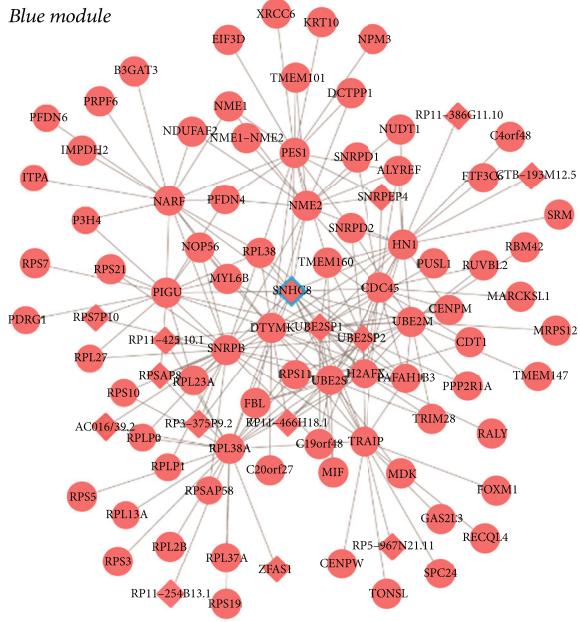 Blue module
XRCC6
KRT10
EIF3D
NPM3
B3GAT3
TMEM101
DCTPP1
PRPF6
NME1
RP11–386G11.10
PFDN6
NDUFAF2
NME1–NME2
NUDT1
C4orf48
IMPDH2
PES1
SNRPD1
ALYREF
ITPA
CTB–193M12.5
NARF
PFDN4
NME2
SNRPEP4
P3H4
SNRPD2
SRM
NOP56
RPL38
HN1
RBM42
RPS7
RPS21
MYL6B
TMEM160
PUSL1
RUVBL2
PIGU
SNHC8
CDC45
MARCKSL1
PDRG1
RPS7P10
DTYMK
UBE2SP1
UBE2M
CENPM
MRPS12
RP11–425.10.1
SNRPB
UBE2SP2
CDT1
RPL27
RPSAP8
RPL23A
RPS11
UBE2S
H2AFX
PAFAH1B3
TMEM147
RPS10
PPP2R1A
FBL
AC016/39.2
RPLP0
RP3–375P9.2
RP11–466H18.1
TRIM28
RALY
RPL38A
C19orf48
TRAIP
RPLP1
C20orf27
MIF
MDK
RPS5
RPSAP58
FOXM1
RPL13A
GAS2L3
RECQL4
RPS3
RPL2B
RPL37A
ZFAS1
CENPW
RP5–967N21.11
SPC24
RP11–254B13.1
RPS19
TONSL